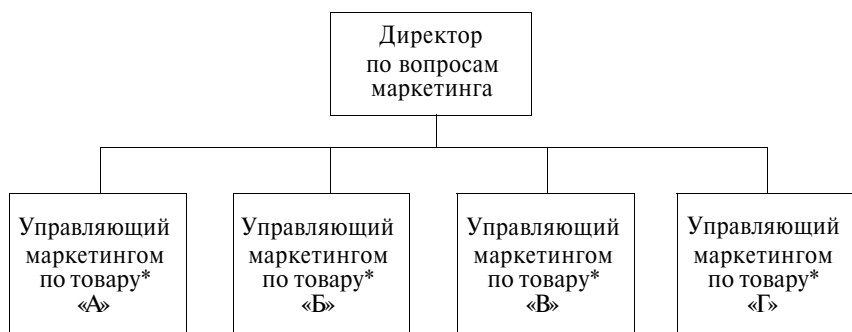 Директор
по вопросам
маркетинга
Управляющий
маркетингом
по товару*
«А»
Управляющий
маркетингом
по товару*
«Б»
Управляющий
маркетингом
по товару*
«В»
Управляющий
маркетингом
по товару*
«Г»